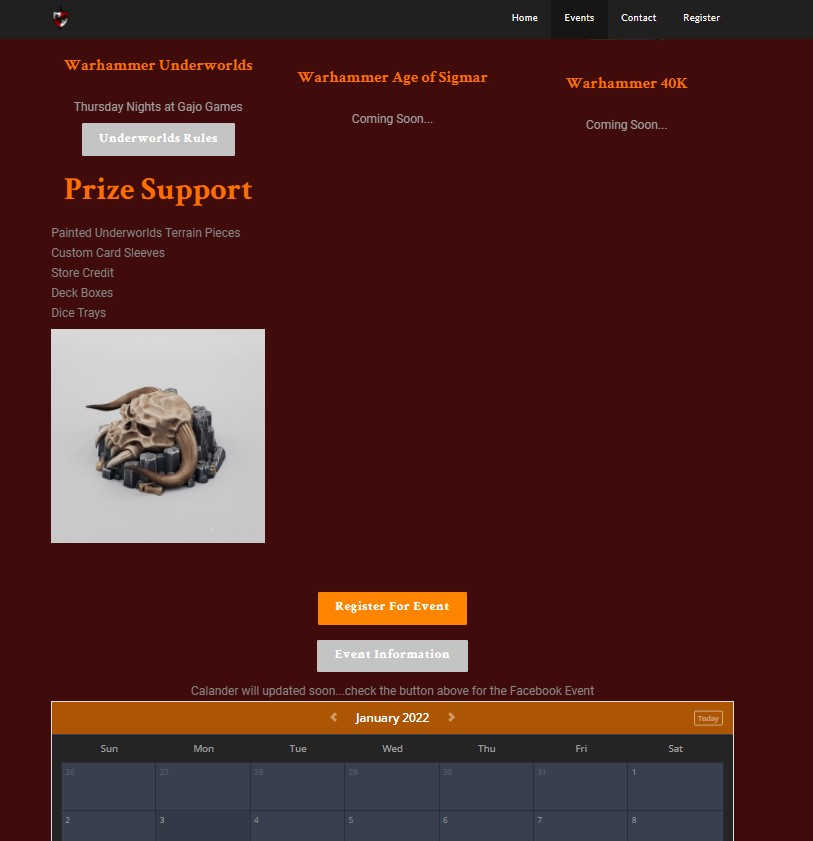 Home
Events
Contact
Register
Warhammer Underworlds
Thursday Nights at Gajo Games
Underworlds Rules
Warhammer Age of Sigmar
Coming Soon...
Warhammer 40K
Coming Soon...
Prize Support
Painted Underworlds Terrain Pieces
Custom Card Sleeves
Store Credit
Deck Boxes
Dice Trays
Register For Event
Event Information
Calander will updated soon...check the button above for the Facebook Event
January 2022
Today
Sun Mon Tue Wed Thu Fri Sat
26 27 28 29 30 31 1
2 3 4 5 6 7 8